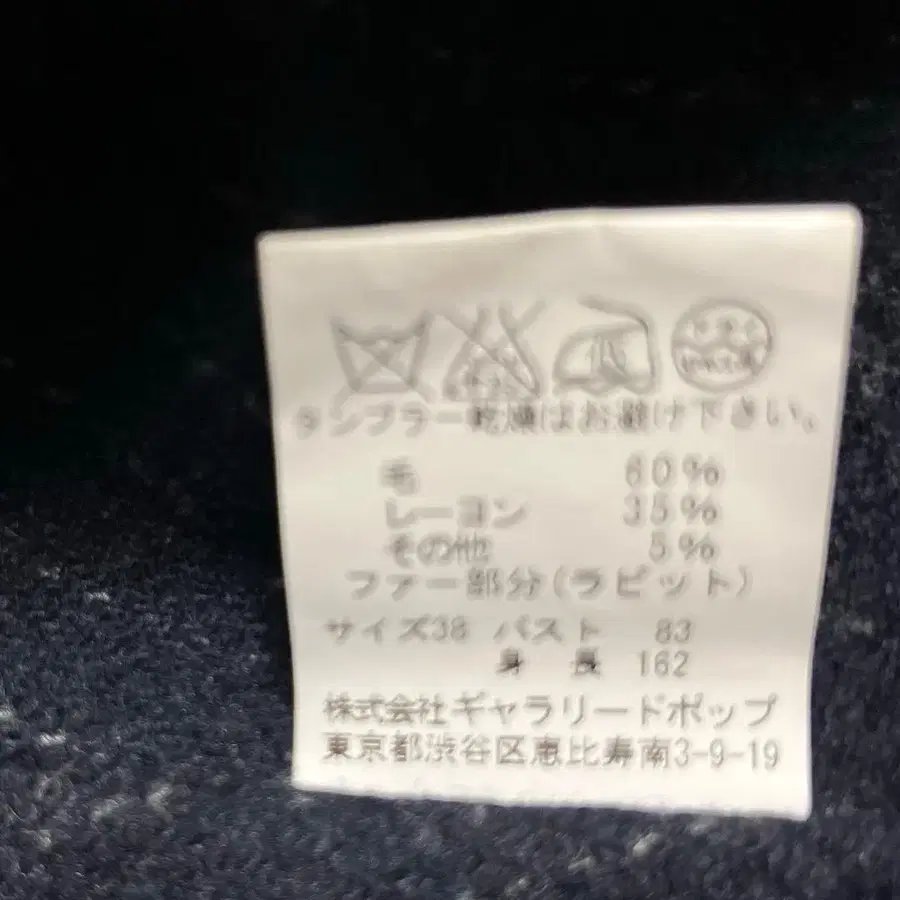 タンブラー乾燥はお避け下さい。
毛 60%
レーヨン 35%
その他 5%
ファー部分(ラビット)
サイズ38 バスト 83
身長 162
株式会社ギャラリードポップ
東京都渋谷区恵比寿南3-9-19